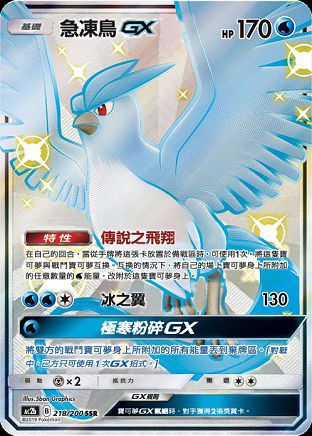 基礎 急凍鳥GX HP 170
特性 傳說之飛翔
在自己的回合，當從手牌將這張卡放置於備戰區時，可使用1次。將這隻寶
可夢與戰鬥寶可夢互換。互換的情況下，將自己的場上寶可夢身上所附加
的任意數量的 能量，改附於這隻寶可夢身上。
冰之翼 130
極寒粉碎GX
將雙方的戰鬥寶可夢身上所附加的所有能量丟到棄牌區。[對戰
中，己方只可使用1次GX招式。]
弱點 ×2 抵抗力 撤退
Illus.5ban Graphics
GX規則
寶可夢GX氣絕時，對手獲得2張獎賞卡。
sc2b B 218/200 SSR
©2019 Pokémon